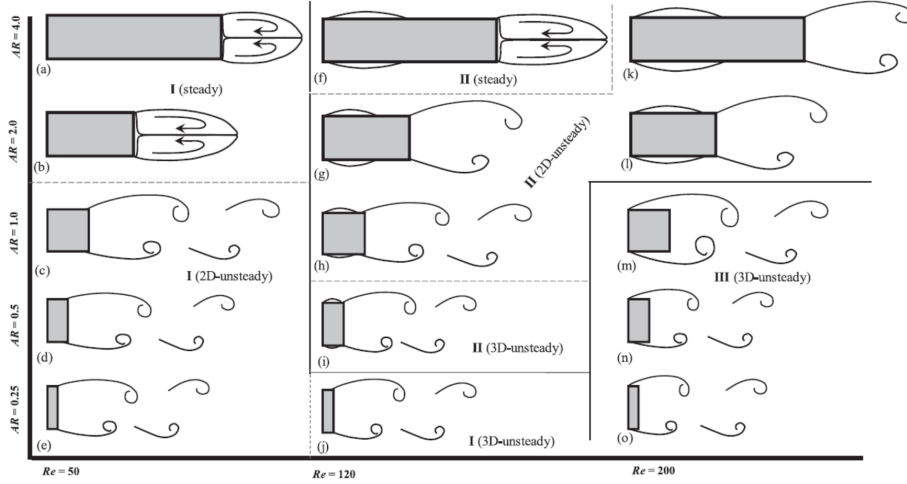 AR = 4.0
(a)
(f)
(k)
I (steady)
II (steady)
AR = 2.0
(b)
(g)
(l)
II (2D-unsteady)
AR = 1.0
(c)
(h)
(m)
I (2D-unsteady)
III (3D-unsteady)
AR = 0.5
(d)
(i)
(n)
II (3D-unsteady)
AR = 0.25
(e)
(j)
(o)
I (3D-unsteady)
Re = 50
Re = 120
Re = 200